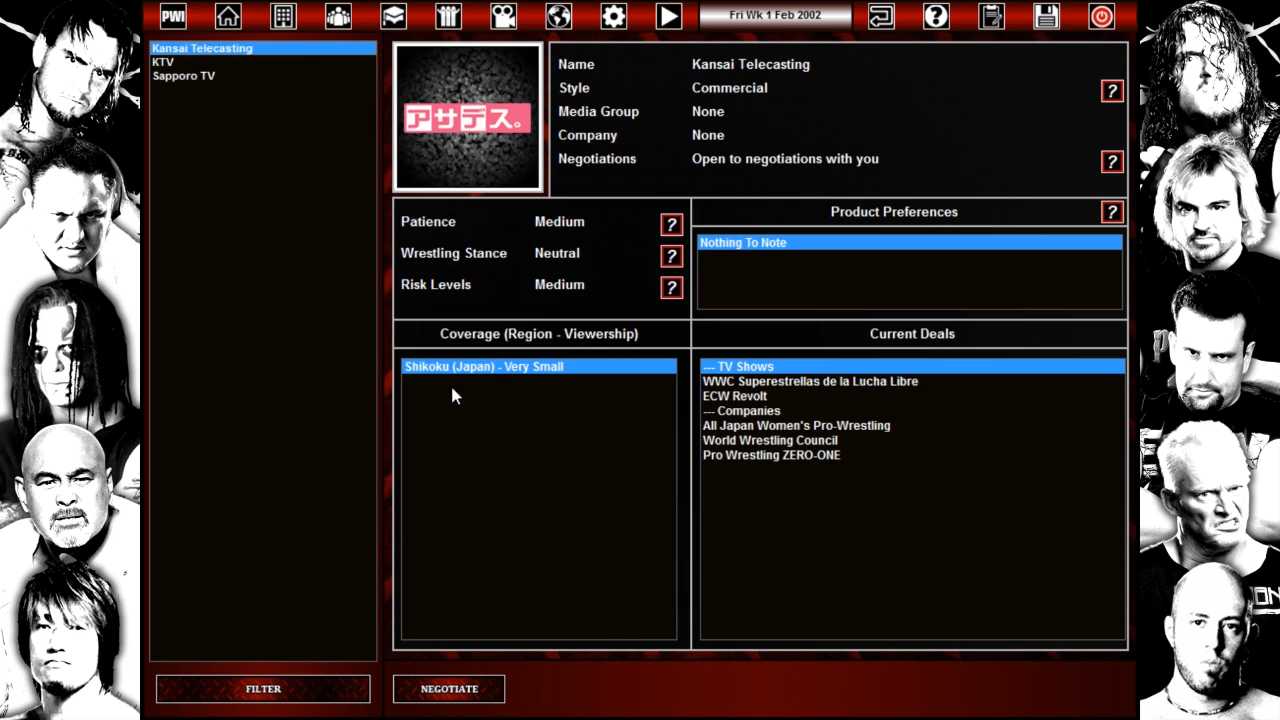 PWI
Fri Wk 1 Feb 2002
Kansai Telecasting
KTV
Sapporo TV
アサデス。
Name Kansai Telecasting
Style Commercial
?
Media Group None
Company None
Negotiations Open to negotiations with you
?
Patience Medium
?
Wrestling Stance Neutral
?
Risk Levels Medium
?
Product Preferences
?
Nothing To Note
Coverage (Region - Viewership)
Shikoku (Japan) - Very Small
Current Deals
--- TV Shows
WWC Superestrellas de la Lucha Libre
ECW Revolt
--- Companies
All Japan Women's Pro-Wrestling
World Wrestling Council
Pro Wrestling ZERO-ONE
FILTER
NEGOTIATE